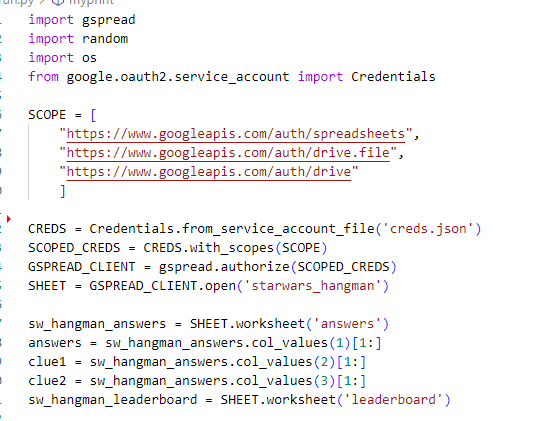 run.py > myprint
import gspread
import random
import os
from google.oauth2.service_account import Credentials
SCOPE = [
"https://www.googleapis.com/auth/spreadsheets",
"https://www.googleapis.com/auth/drive.file",
"https://www.googleapis.com/auth/drive"
]
CREDS = Credentials.from_service_account_file('creds.json')
SCOPED_CREDS = CREDS.with_scopes(SCOPE)
GSPREAD_CLIENT = gspread.authorize(SCOPED_CREDS)
SHEET = GSPREAD_CLIENT.open('starwars_hangman')
sw_hangman_answers = SHEET.worksheet('answers')
answers = sw_hangman_answers.col_values(1)[1:]
clue1 = sw_hangman_answers.col_values(2)[1:]
clue2 = sw_hangman_answers.col_values(3)[1:]
sw_hangman_leaderboard = SHEET.worksheet('leaderboard')